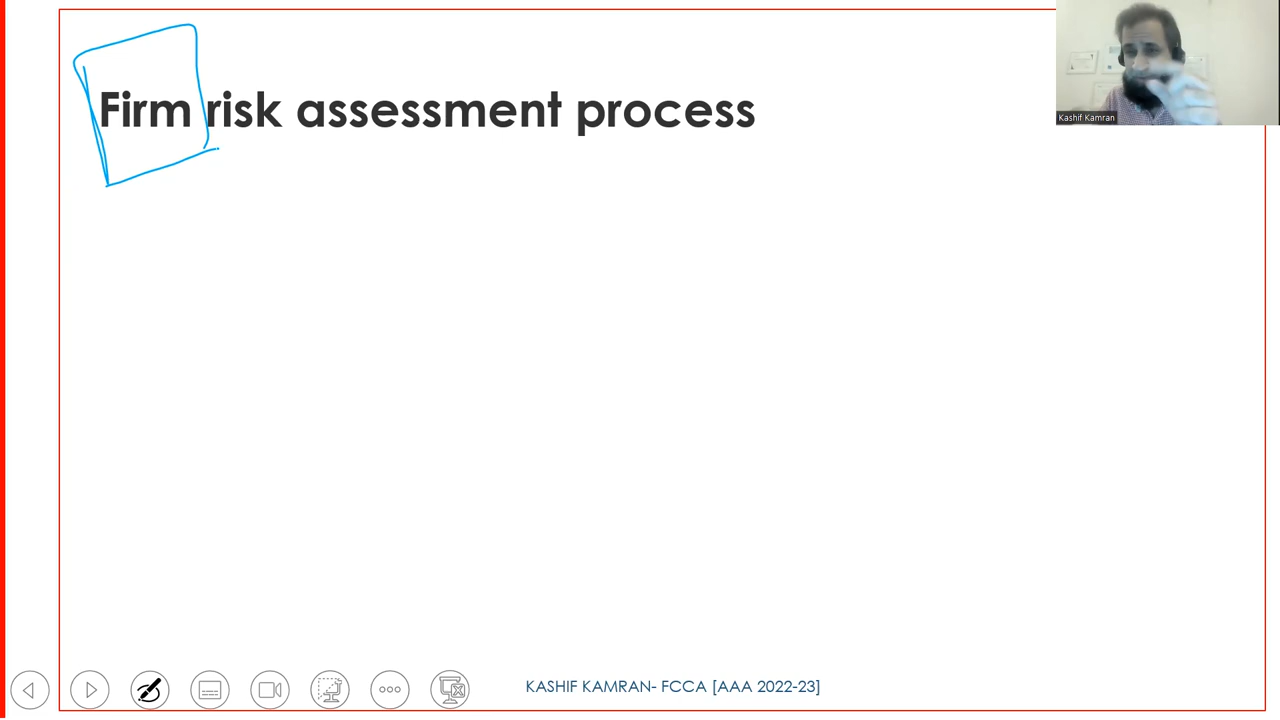 Firm risk assessment process
Kashif Kamran
KASHIF KAMRAN- FCCA [AAA 2022-23]